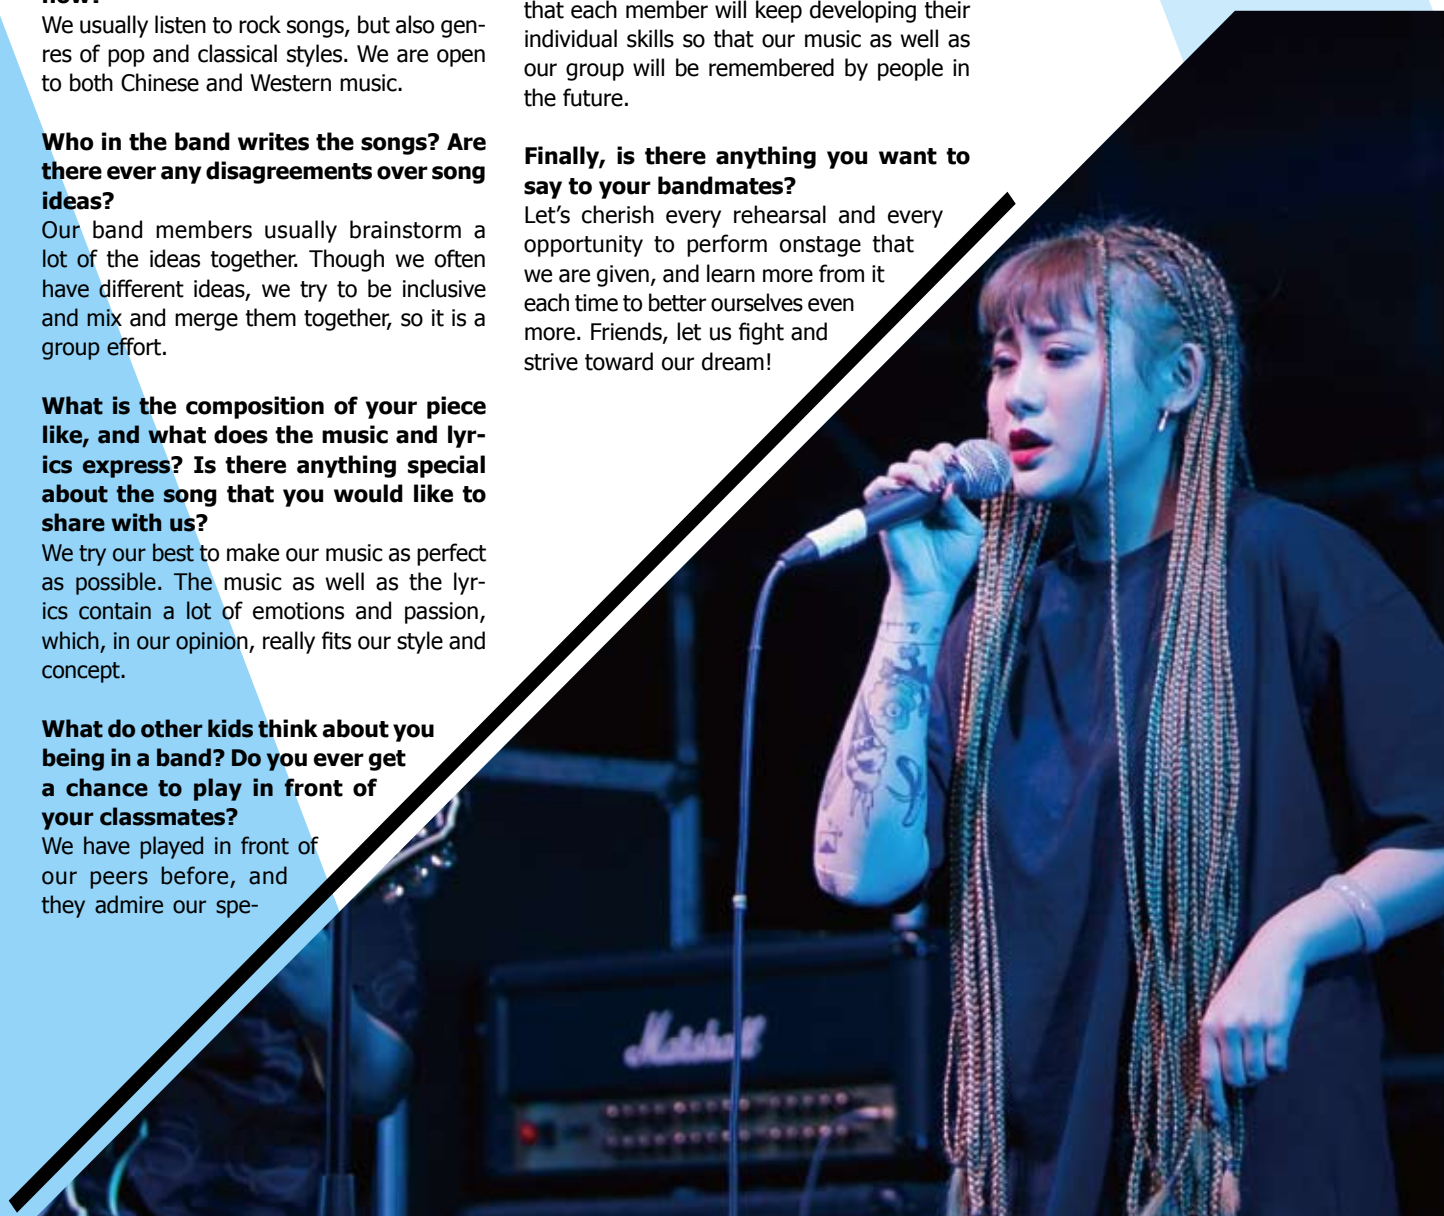 We usually listen to rock songs, but also gen-
res of pop and classical styles. We are open
to both Chinese and Western music.
Who in the band writes the songs? Are
there ever any disagreements over song
ideas?
Our band members usually brainstorm a
lot of the ideas together. Though we often
have different ideas, we try to be inclusive
and mix and merge them together, so it is a
group effort.
What is the composition of your piece
like, and what does the music and lyr-
ics express? Is there anything special
about the song that you would like to
share with us?
We try our best to make our music as perfect
as possible. The music as well as the lyr-
ics contain a lot of emotions and passion,
which, in our opinion, really fits our style and
concept.
What do other kids think about you
being in a band? Do you ever get
a chance to play in front of
your classmates?
We have played in front of
our peers before, and
they admire our spe-
that each member will keep developing their
individual skills so that our music as well as
our group will be remembered by people in
the future.
Finally, is there anything you want to
say to your bandmates?
Let's cherish every rehearsal and every
opportunity to perform onstage that
we are given, and learn more from it
each time to better ourselves even
more. Friends, let us fight and
strive toward our dream!
Marshall